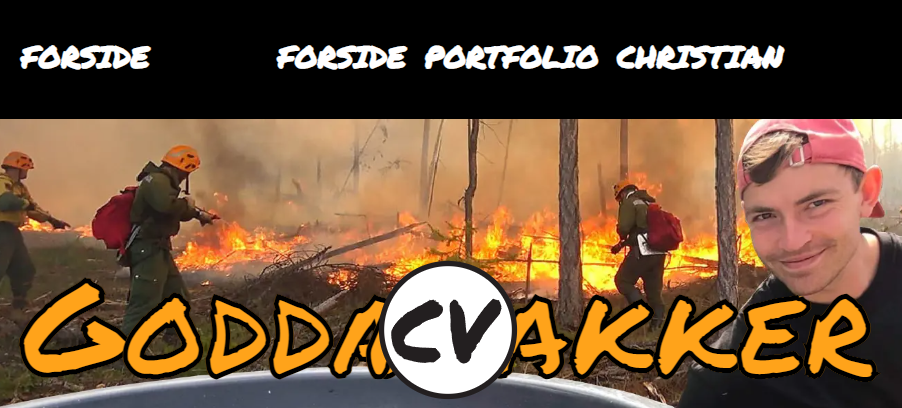 FORSIDE FORSIDE PORTFOLIO CHRISTIAN
GODDA CV AKKER